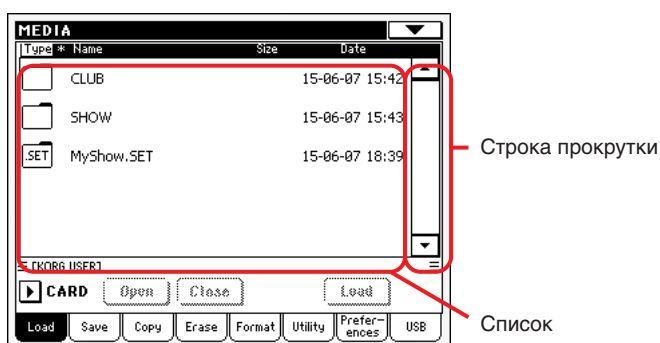 MEDIA
Type * Name Size Date
CLUB 15-06-07 15:42
SHOW 15-06-07 15:43
.SET MyShow.SET 15-06-07 18:39
[KORG USER]
CARD Open Close Load
Load Save Copy Erase Format Utility Prefer-
ences USB
Строка прокрутки
Список